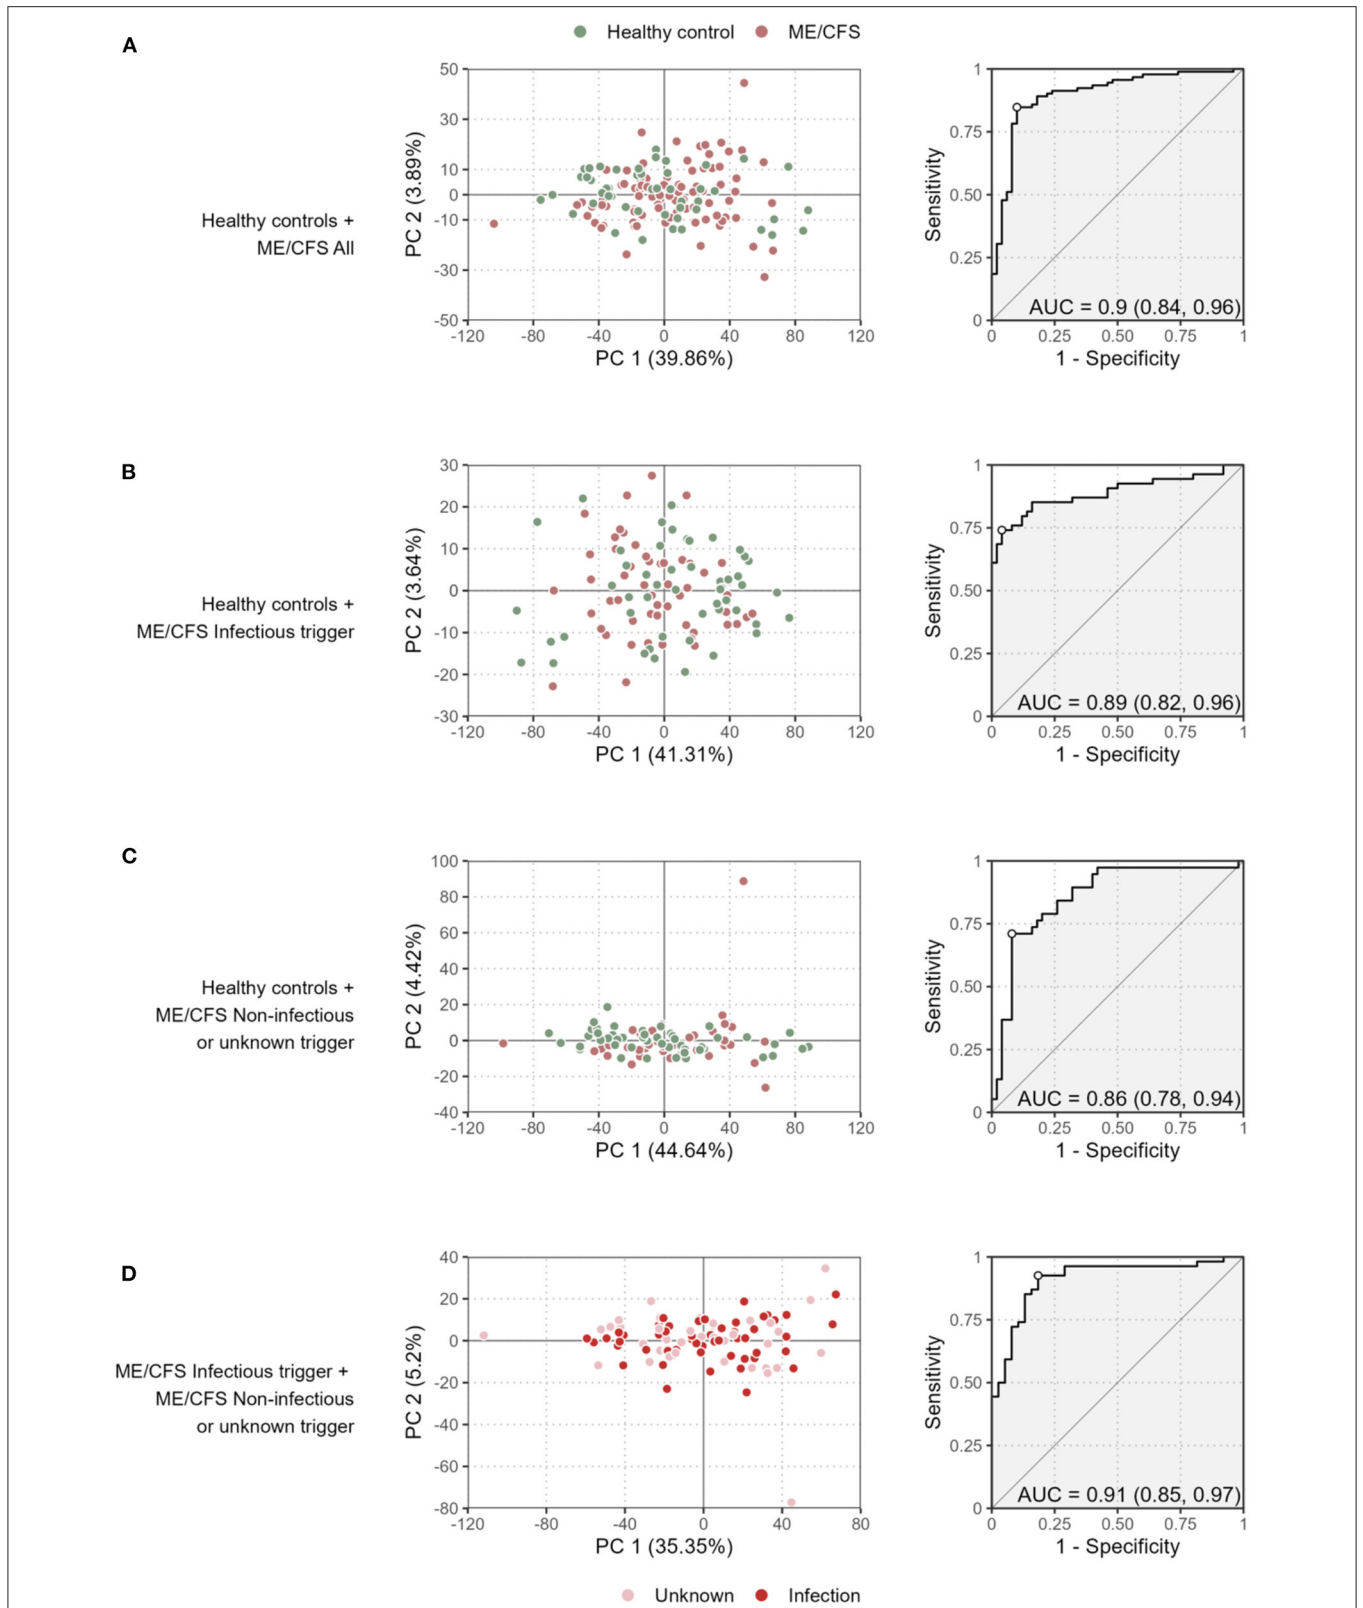 Healthy control ME/CFS
A
50
30
10
0
-10
-30
-50
-120 -80 -40 0 40 80 120
PC 2 (3.89%)
PC 1 (39.86%)
Healthy controls +
ME/CFS All
1
0.75
0.50
0.25
0
0 0.25 0.50 0.75 1
Sensitivity
AUC = 0.9 (0.84, 0.96)
1 - Specificity
B
30
20
10
0
-10
-20
-30
-120 -80 -40 0 40 80 120
PC 2 (3.64%)
PC 1 (41.31%)
Healthy controls +
ME/CFS Infectious trigger
1
0.75
0.50
0.25
0
0 0.25 0.50 0.75 1
Sensitivity
AUC = 0.89 (0.82, 0.96)
1 - Specificity
C
100
80
60
40
20
0
-20
-40
-120 -80 -40 0 40 80 120
PC 2 (4.42%)
PC 1 (44.64%)
Healthy controls +
ME/CFS Non-infectious
or unknown trigger
1
0.75
0.50
0.25
0
0 0.25 0.50 0.75 1
Sensitivity
AUC = 0.86 (0.78, 0.94)
1 - Specificity
D
40
20
0
-20
-40
-60
-80
-120 -80 -40 0 40 80
PC 2 (5.2%)
PC 1 (35.35%)
ME/CFS Infectious trigger +
ME/CFS Non-infectious
or unknown trigger
1
0.75
0.50
0.25
0
0 0.25 0.50 0.75 1
Sensitivity
AUC = 0.91 (0.85, 0.97)
1 - Specificity
Unknown Infection